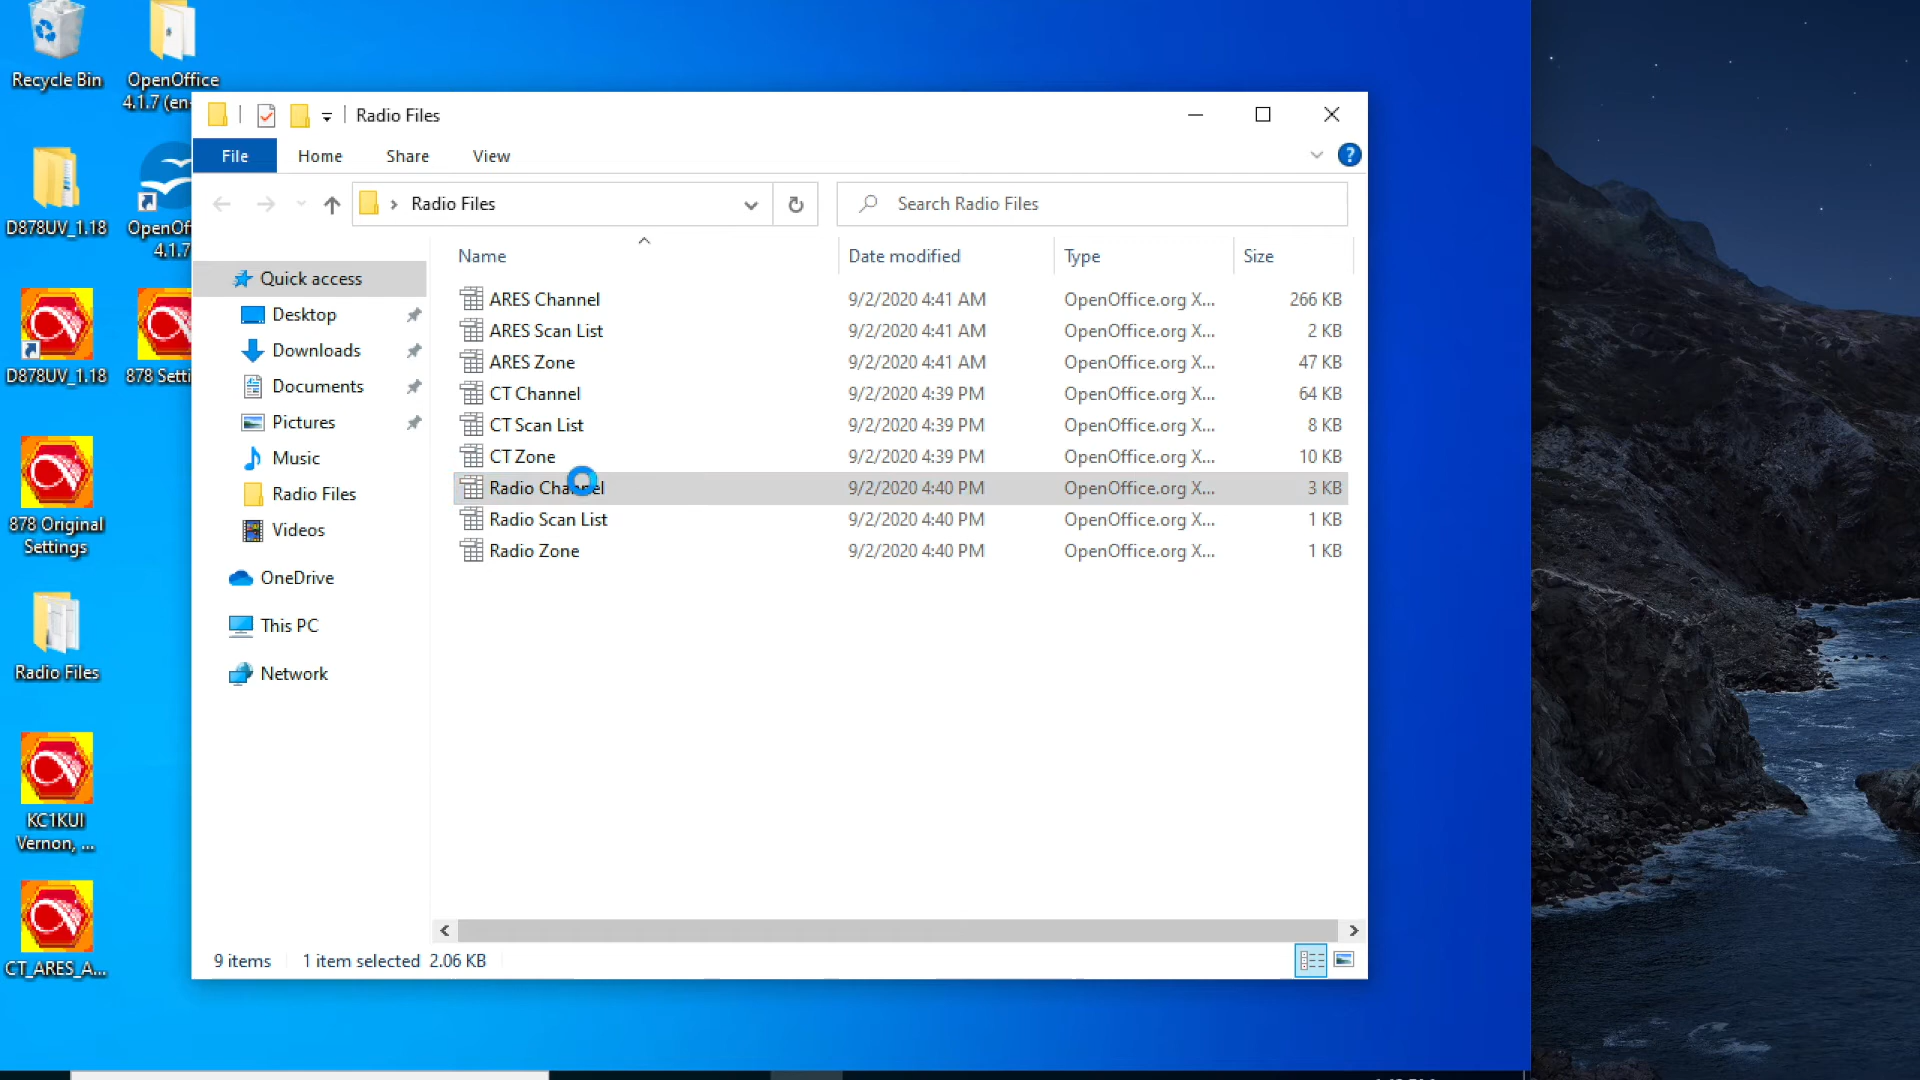 Recycle Bin
OpenOffice
4.1.7 (en-
D878UV_1.18
OpenOf
4.1.7
D878UV_1.18
878 Setti
878 Original
Settings
Radio Files
KC1KUI
Vernon, ...
CT_ARES_A...
Radio Files
File
Home
Share
View
?
Radio Files
Search Radio Files
Quick access
Desktop
Downloads
Documents
Pictures
Music
Radio Files
Videos
OneDrive
This PC
Network
Name Date modified Type Size
ARES Channel 9/2/2020 4:41 AM OpenOffice.org X... 266 KB
ARES Scan List 9/2/2020 4:41 AM OpenOffice.org X... 2 KB
ARES Zone 9/2/2020 4:41 AM OpenOffice.org X... 47 KB
CT Channel 9/2/2020 4:39 PM OpenOffice.org X... 64 KB
CT Scan List 9/2/2020 4:39 PM OpenOffice.org X... 8 KB
CT Zone 9/2/2020 4:39 PM OpenOffice.org X... 10 KB
Radio Channel 9/2/2020 4:40 PM OpenOffice.org X... 3 KB
Radio Scan List 9/2/2020 4:40 PM OpenOffice.org X... 1 KB
Radio Zone 9/2/2020 4:40 PM OpenOffice.org X... 1 KB
9 items 1 item selected 2.06 KB